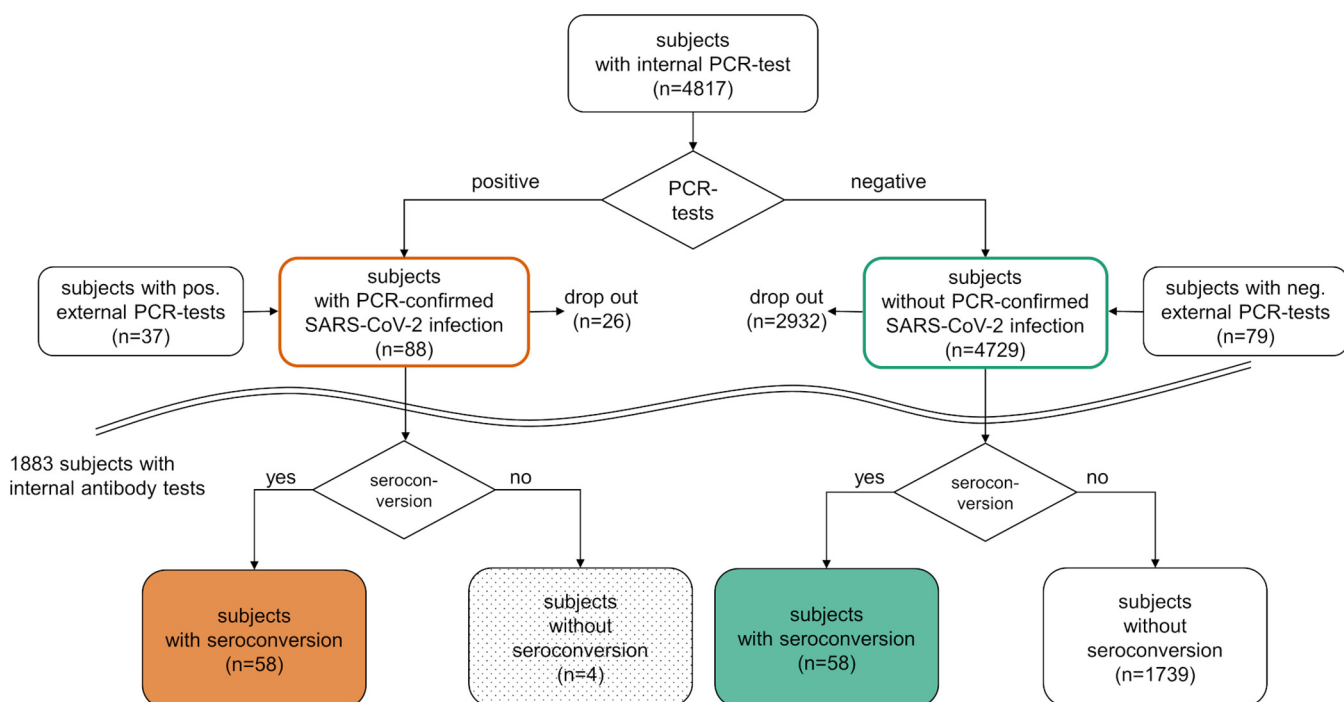 subjects
with internal PCR-test
(n=4817)
positive
PCR-
tests
negative
subjects with pos.
external PCR-tests
(n=37)
subjects
with PCR-confirmed
SARS-CoV-2 infection
(n=88)
drop out
(n=26)
drop out
(n=2932)
subjects
without PCR-confirmed
SARS-CoV-2 infection
(n=4729)
subjects with neg.
external PCR-tests
(n=79)
1883 subjects with
internal antibody tests
yes
serocon-
version
no
yes
serocon-
version
no
subjects
with seroconversion
(n=58)
subjects
without
seroconversion
(n=4)
subjects
with seroconversion
(n=58)
subjects
without
seroconversion
(n=1739)